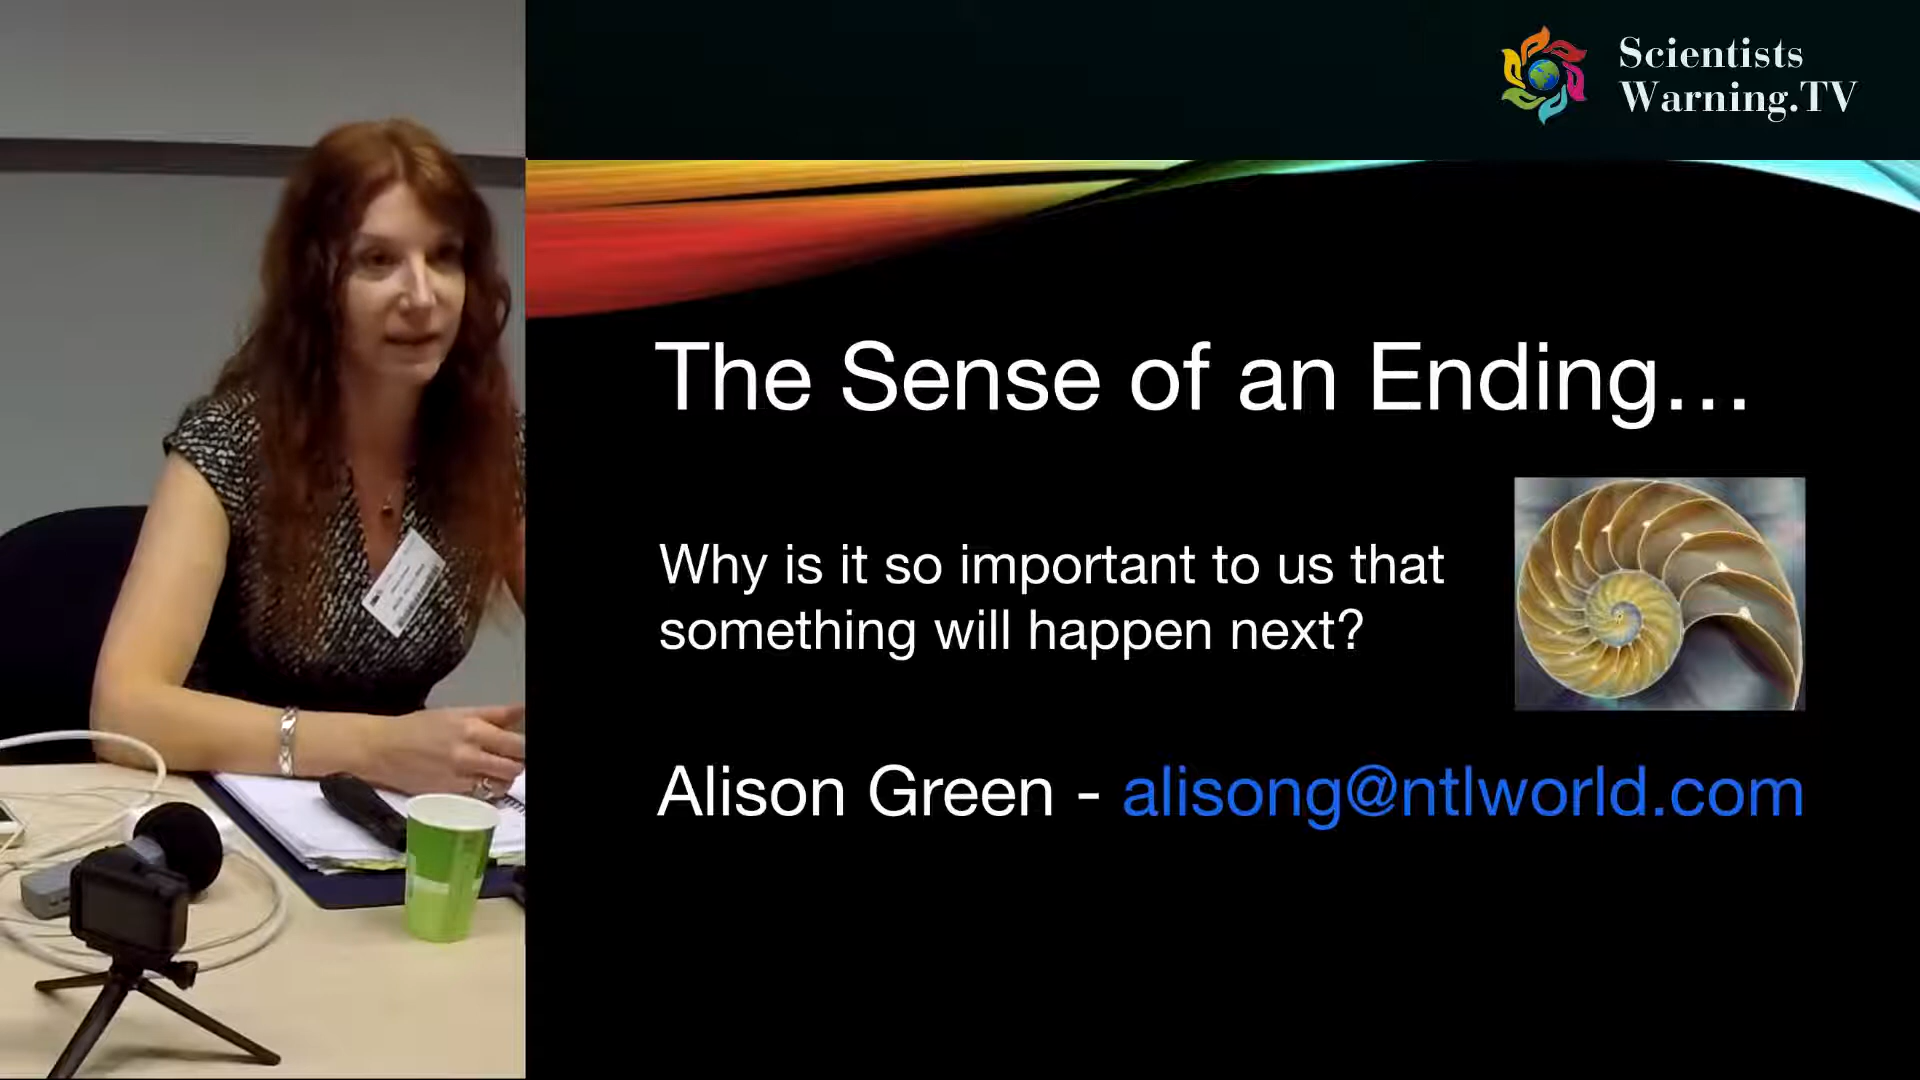 Scientists
Warning.TV
The Sense of an Ending...
Why is it so important to us that
something will happen next?
Alison Green - alisong@ntlworld.com